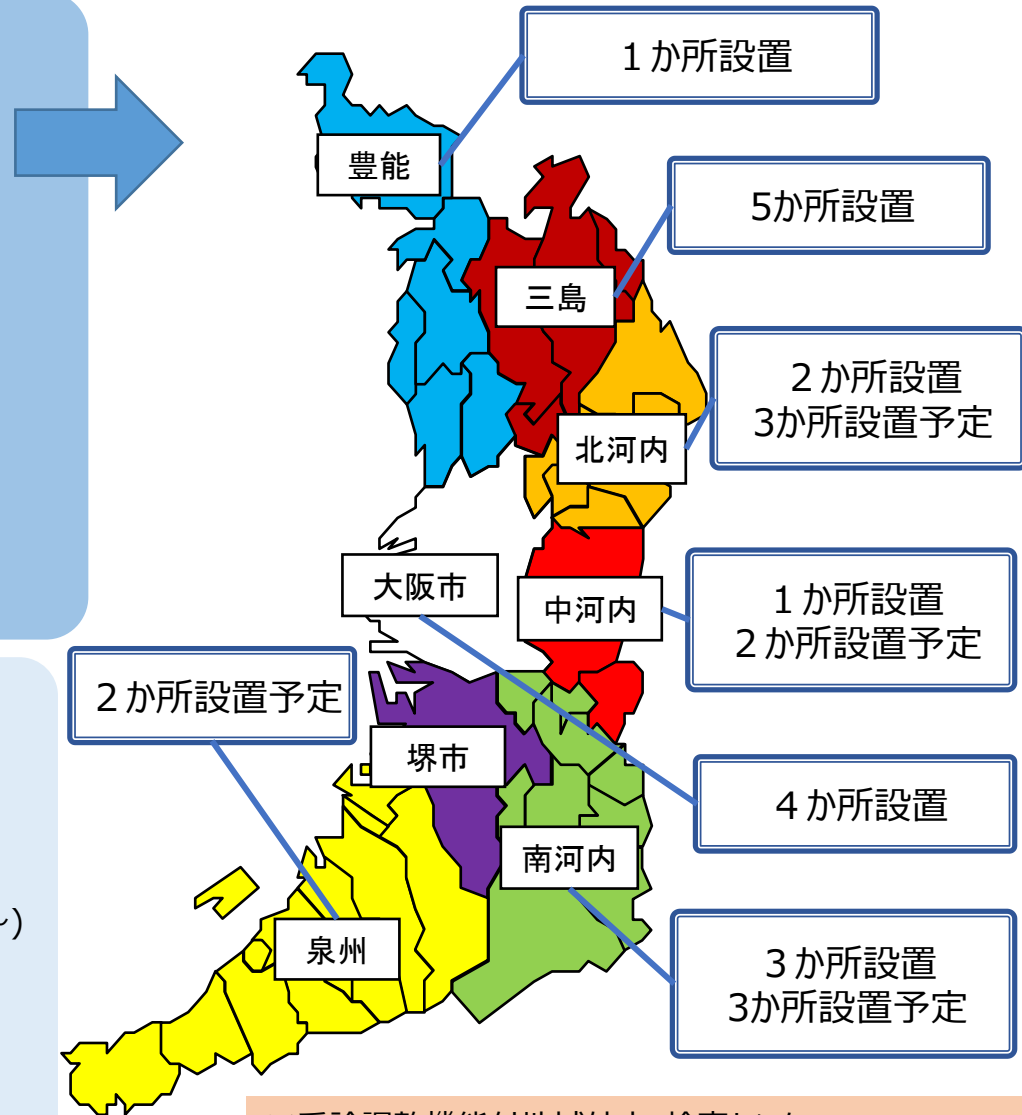 １か所設置
豊能
5か所設置
三島
２か所設置
3か所設置予定
北河内
大阪市
中河内
１か所設置
２か所設置予定
２か所設置予定
堺市
４か所設置
南河内
～)
泉州
３か所設置
3か所設置予定